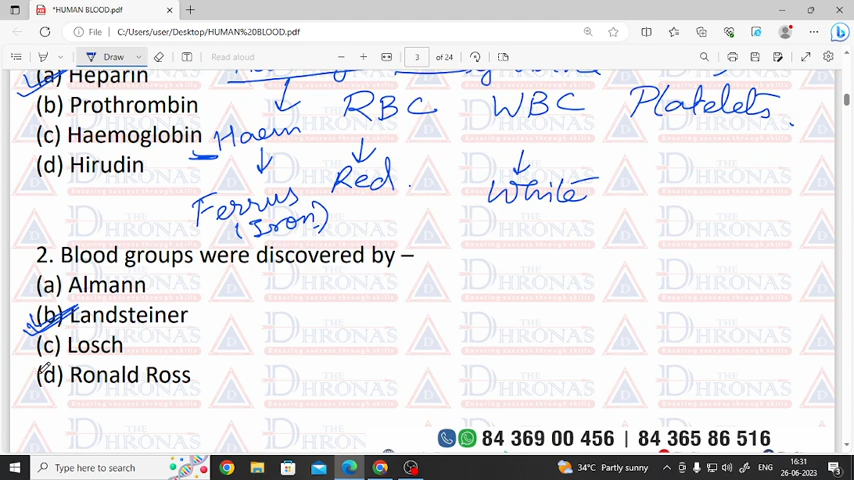 *HUMAN BLOOD.pdf
File
C:/Users/user/Desktop/HUMAN%20BLOOD.pdf
Draw
Read aloud
3
of 24
(a) Heparin
(b) Prothrombin
RBC
WBC
Platelets.
(c) Haemoglobin
Haem
(d) Hirudin
Red.
White
Ferrus
(Iron)
2. Blood groups were discovered by –
(a) Almann
(b) Landsteiner
(c) Losch
(d) Ronald Ross
THE
DHRONAS
84 369 00 456 | 84 365 86 516
Type here to search
34°C Partly sunny
ENG
16:31
26-06-2023
3